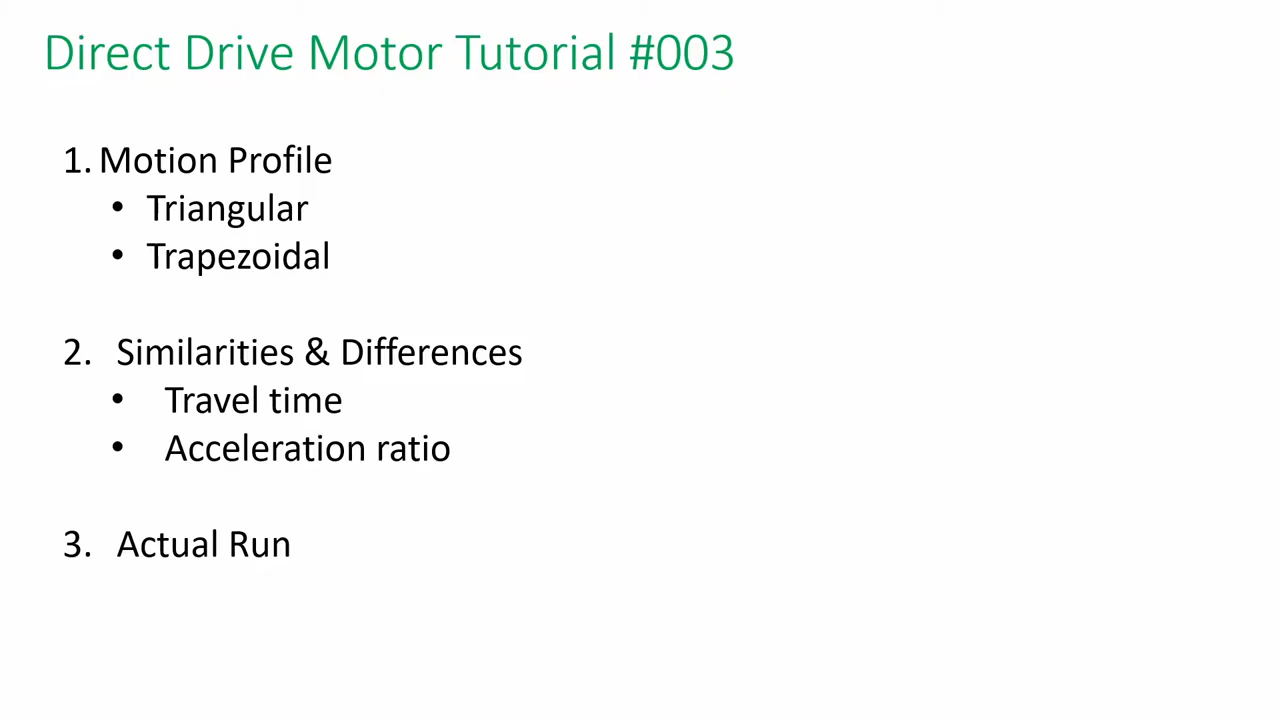 Direct Drive Motor Tutorial #003
1. Motion Profile
• Triangular
• Trapezoidal
2. Similarities & Differences
• Travel time
• Acceleration ratio
3. Actual Run